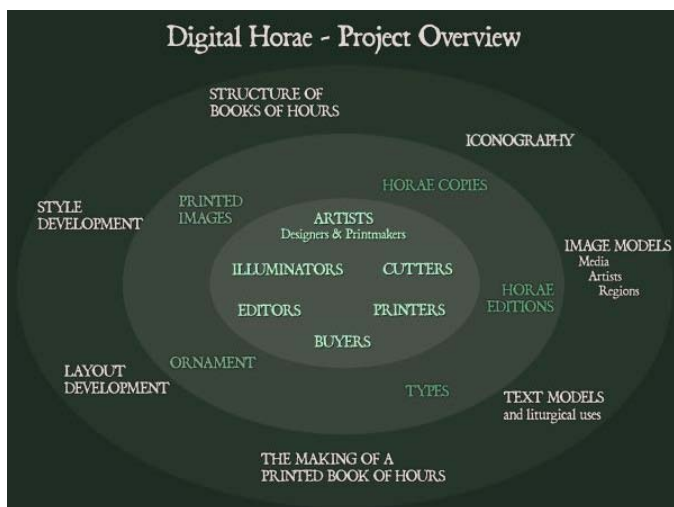 Digital Horae - Project Overview
STRUCTURE OF
BOOKS OF HOURS
ICONOGRAPHY
HORAE COPIES
PRINTED
IMAGES
STYLE
DEVELOPMENT
ARTISTS
Designers & Printmakers
IMAGE MODELS
Media
Artists
Regions
ILLUMINATORS
CUTTERS
HORAE
EDITIONS
EDITORS
PRINTERS
BUYERS
ORNAMENT
LAYOUT
DEVELOPMENT
TYPES
TEXT MODELS
and liturgical uses
THE MAKING OF A
PRINTED BOOK OF HOURS